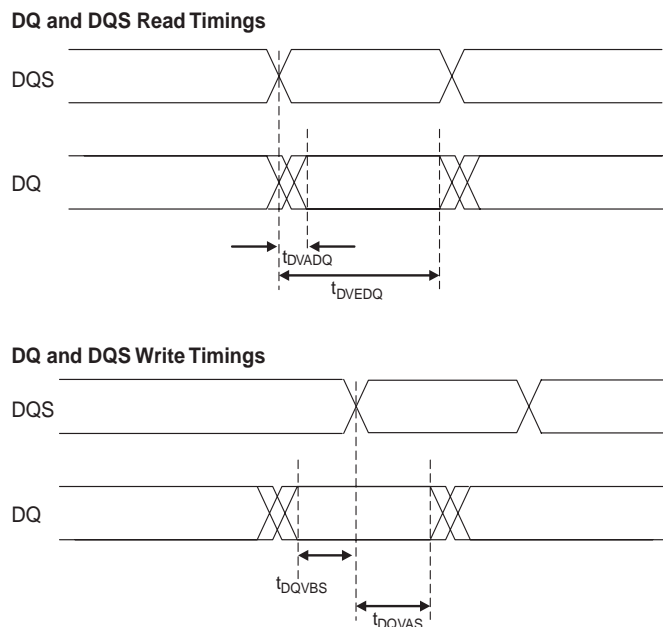 DQ and DQS Read Timings
DQS
DQ
tDVADQ
tDVEDQ
DQ and DQS Write Timings
DQS
DQ
tDQVBS
tDQVAS